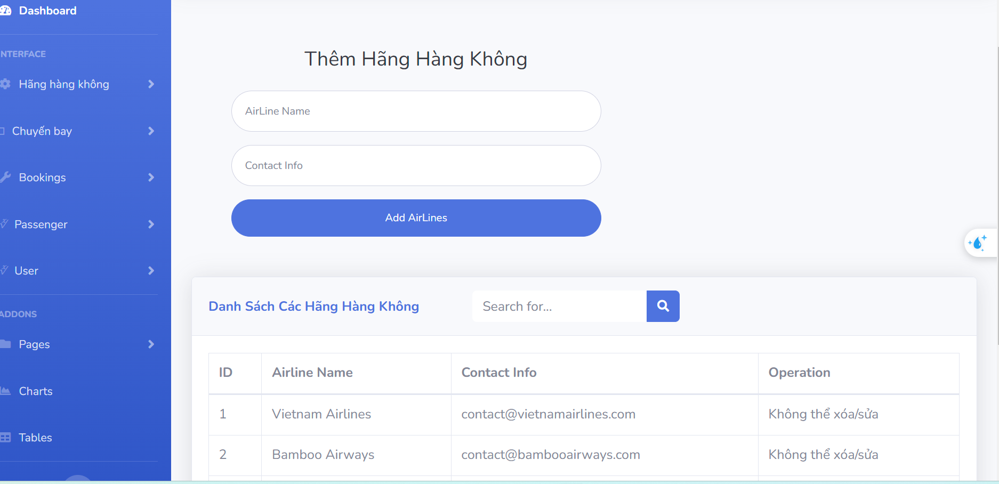 Dashboard
NTERFACE
Hãng hàng không
Chuyến bay
Bookings
Passenger
User
ADDONS
Pages
Charts
Tables
Thêm Hãng Hàng Không
AirLine Name
Contact Info
Add AirLines
Danh Sách Các Hãng Hàng Không
Search for...
ID Airline Name Contact Info Operation
1 Vietnam Airlines contact@vietnamairlines.com Không thể xóa/sửa
2 Bamboo Airways contact@bambooairways.com Không thể xóa/sửa